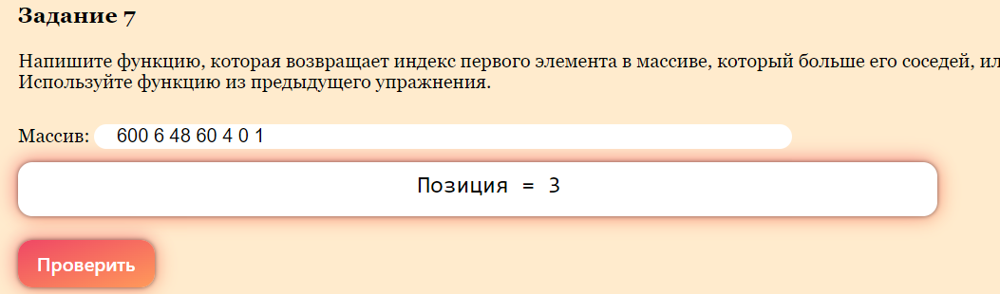 Задание 7
Напишите функцию, которая возвращает индекс первого элемента в массиве, который больше его соседей,
Используйте функцию из предыдущего упражнения.
Массив: 600 6 48 60 4 0 1
Позиция = 3
Проверить